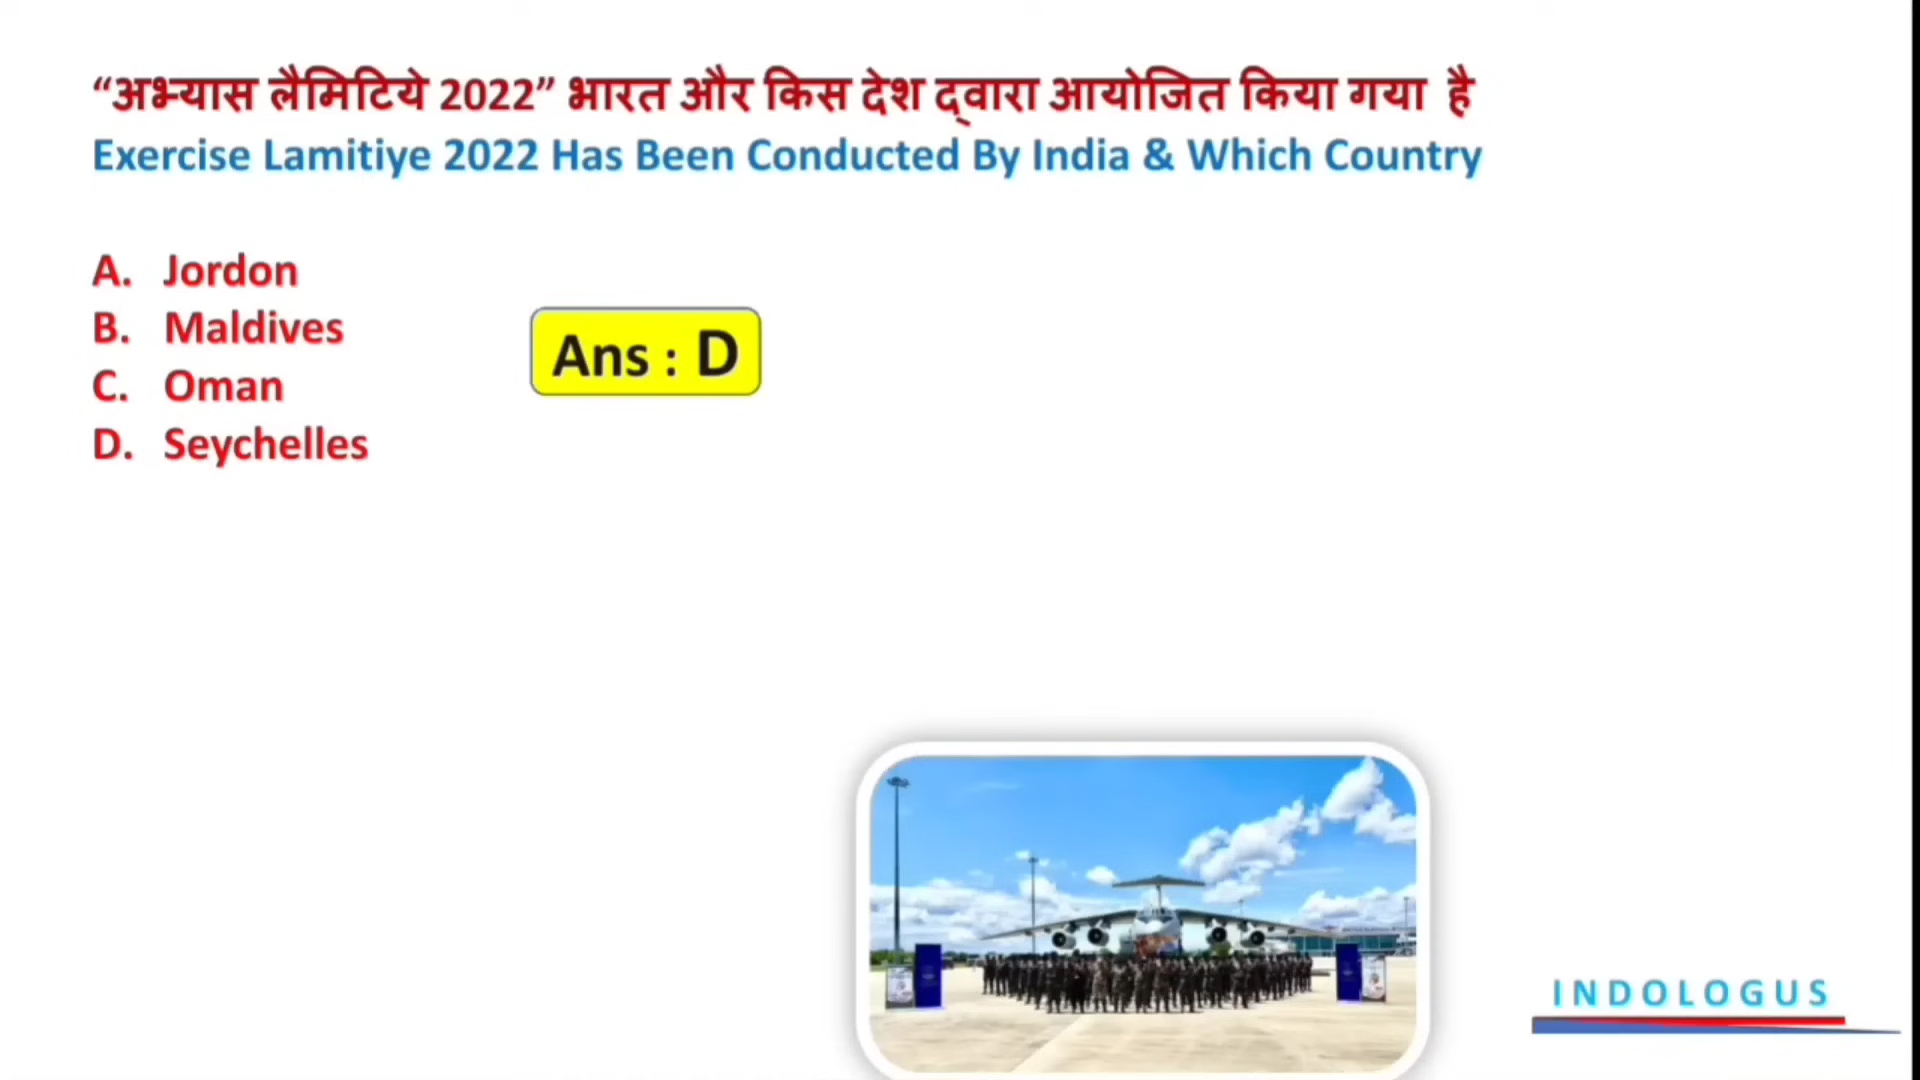 “अभ्यास लैमिटिये 2022” भारत और किस देश द्वारा आयोजित किया गया है
Exercise Lamitiye 2022 Has Been Conducted By India & Which Country
A. Jordon
B. Maldives
C. Oman
D. Seychelles
Ans : D
INDOLOGUS